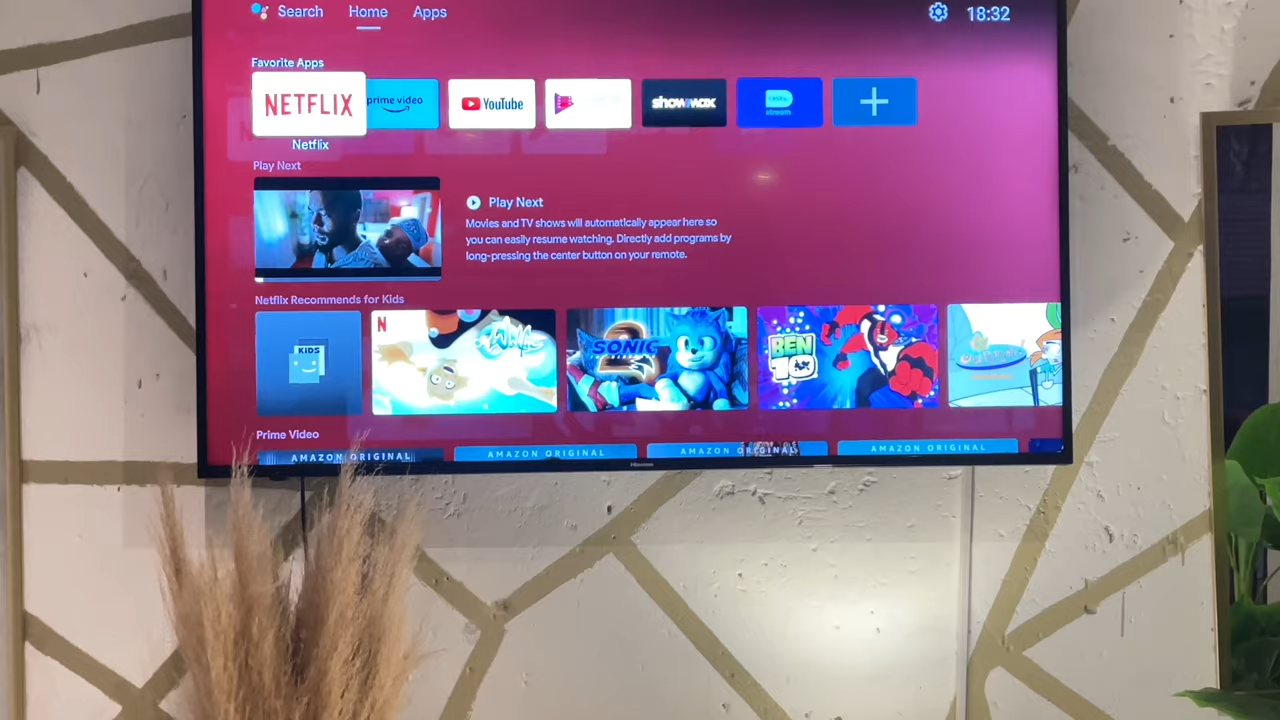 Search Home Apps 18:32
Favorite Apps
NETFLIX prime video YouTube showmax stream
Netflix
Play Next
Play Next
Movies and TV shows will automatically appear here so
you can easily resume watching. Directly add programs by
long-pressing the center button on your remote.
Netflix Recommends for Kids
KIDS
N
SONIC
2
BEN
10
Prime Video
AMAZON ORIGINAL AMAZON ORIGINAL AMAZON ORIGINAL AMAZON ORIGINAL
Hisense